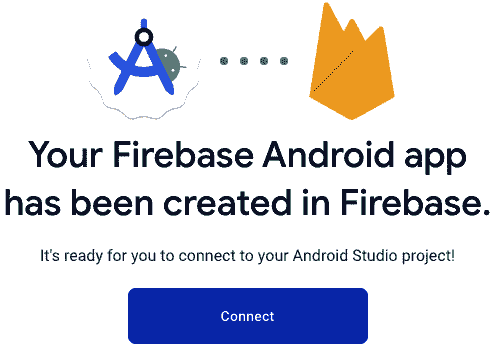 Your Firebase Android app
has been created in Firebase.
It's ready for you to connect to your Android Studio project!
Connect